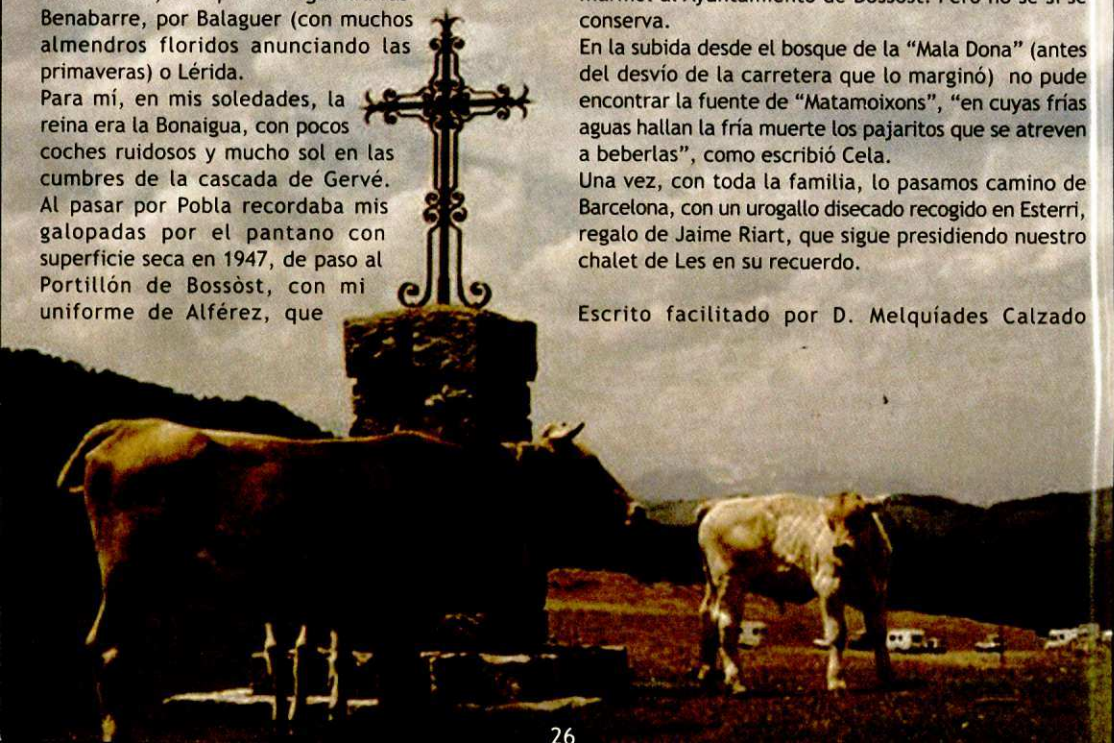 Benabarre, por Balaguer (con muchos
almendros floridos anunciando las
primaveras) o Lérida.
Para mí, en mis soledades, la
reina era la Bonaigua, con pocos
coches ruidosos y mucho sol en las
cumbres de la cascada de Gervé.
Al pasar por Pobla recordaba mis
galopadas por el pantano con
superficie seca en 1947, de paso al
Portillón de Bossòst, con mi
uniforme de Alférez, que
conserva.
En la subida desde el bosque de la “Mala Dona” (antes
del desvío de la carretera que lo marginó) no pude
encontrar la fuente de “Matamoixons”, “en cuyas frías
aguas hallan la fría muerte los pajaritos que se atreven
a beberlas”, como escribió Cela.
Una vez, con toda la familia, lo pasamos camino de
Barcelona, con un urogallo disecado recogido en Esterri,
regalo de Jaime Riart, que sigue presidiendo nuestro
chalet de Les en su recuerdo.
Escrito facilitado por D. Melquíades Calzado
26